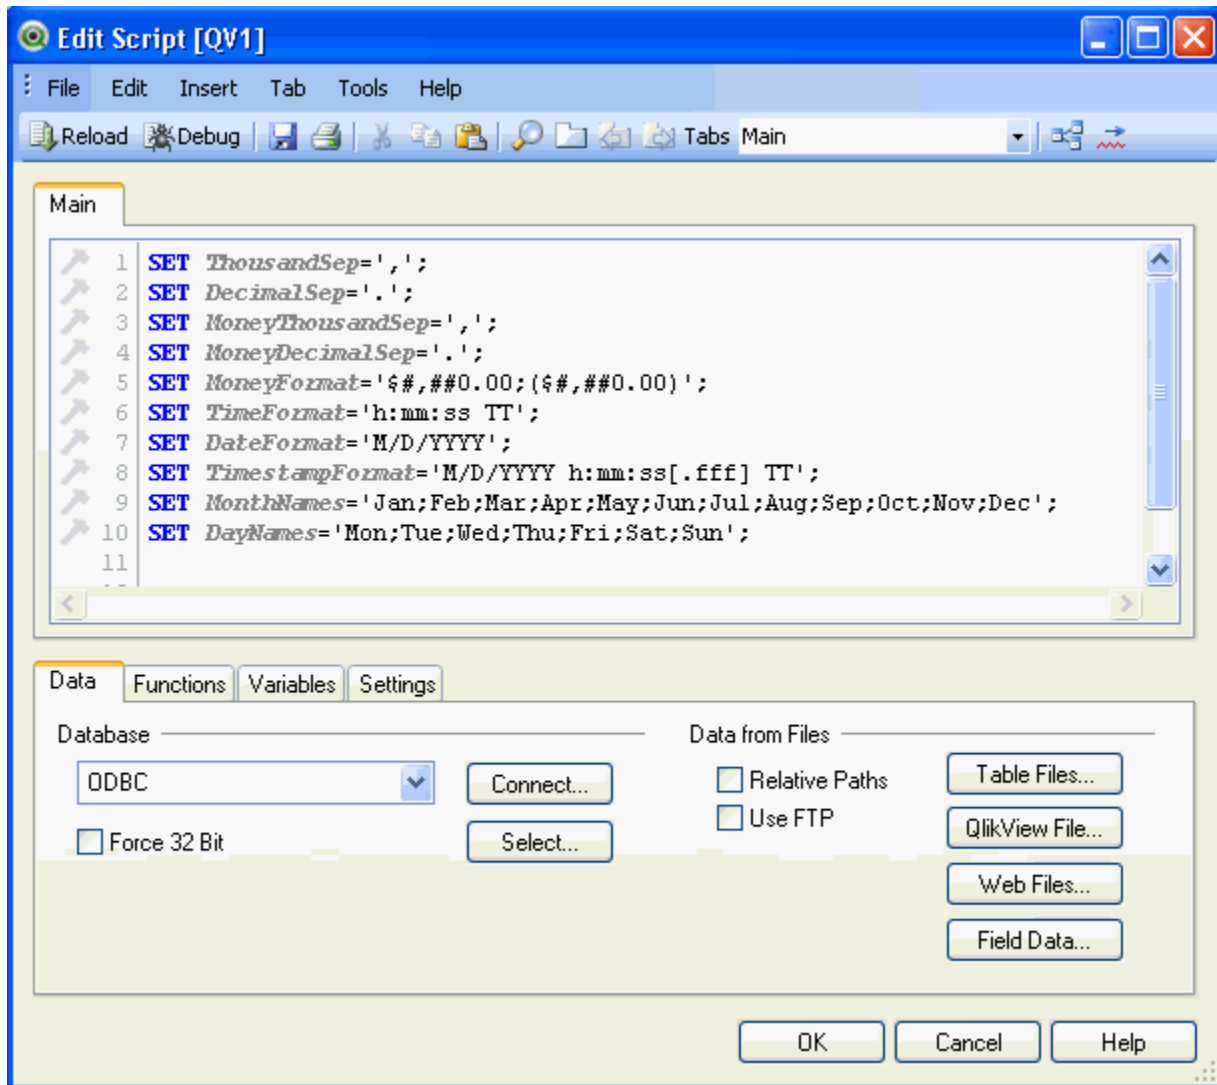 Edit Script [QV1]
File Edit Insert Tab Tools Help
Reload Debug Tabs Main
Main
1 SET ThousandSep=',';
2 SET DecimalSep='.';
3 SET MoneyThousandSep=',';
4 SET MoneyDecimalSep='.';
5 SET MoneyFormat='$#,##0.00;($#,##0.00)';
6 SET TimeFormat='h:mm:ss TT';
7 SET DateFormat='M/D/YYYY';
8 SET TimestampFormat='M/D/YYYY h:mm:ss[.fff] TT';
9 SET MonthNames='Jan;Feb;Mar;Apr;May;Jun;Jul;Aug;Sep;Oct;Nov;Dec';
10 SET DayNames='Mon;Tue;Wed;Thu;Fri;Sat;Sun';
11
Data Functions Variables Settings
Database Data from Files
ODBC Connect... Relative Paths Table Files...
Force 32 Bit Select... Use FTP QlikView File...
Web Files...
Field Data...
OK Cancel Help